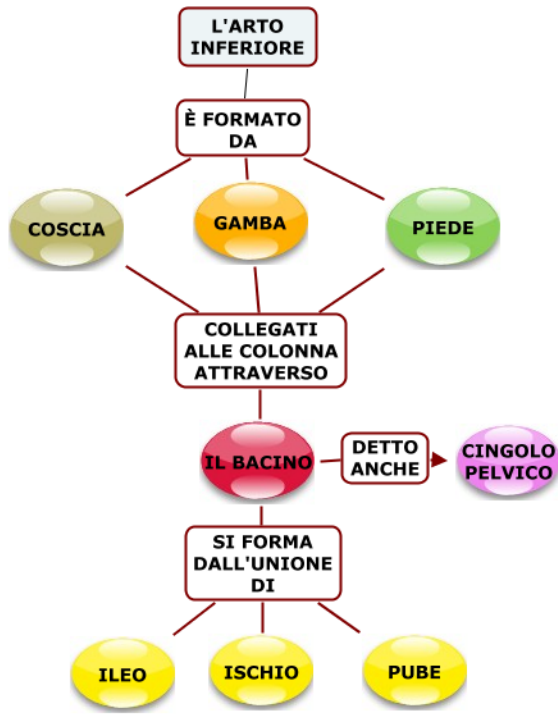 L'ARTO
INFERIORE
È FORMATO
DA
COSCIA
GAMBA
PIEDE
COLLEGATI
ALLE COLONNA
ATTRAVERSO
IL BACINO
DETTO
ANCHE
CINGOLO
PELVICO
SI FORMA
DALL'UNIONE
DI
ILEO
ISCHIO
PUBE